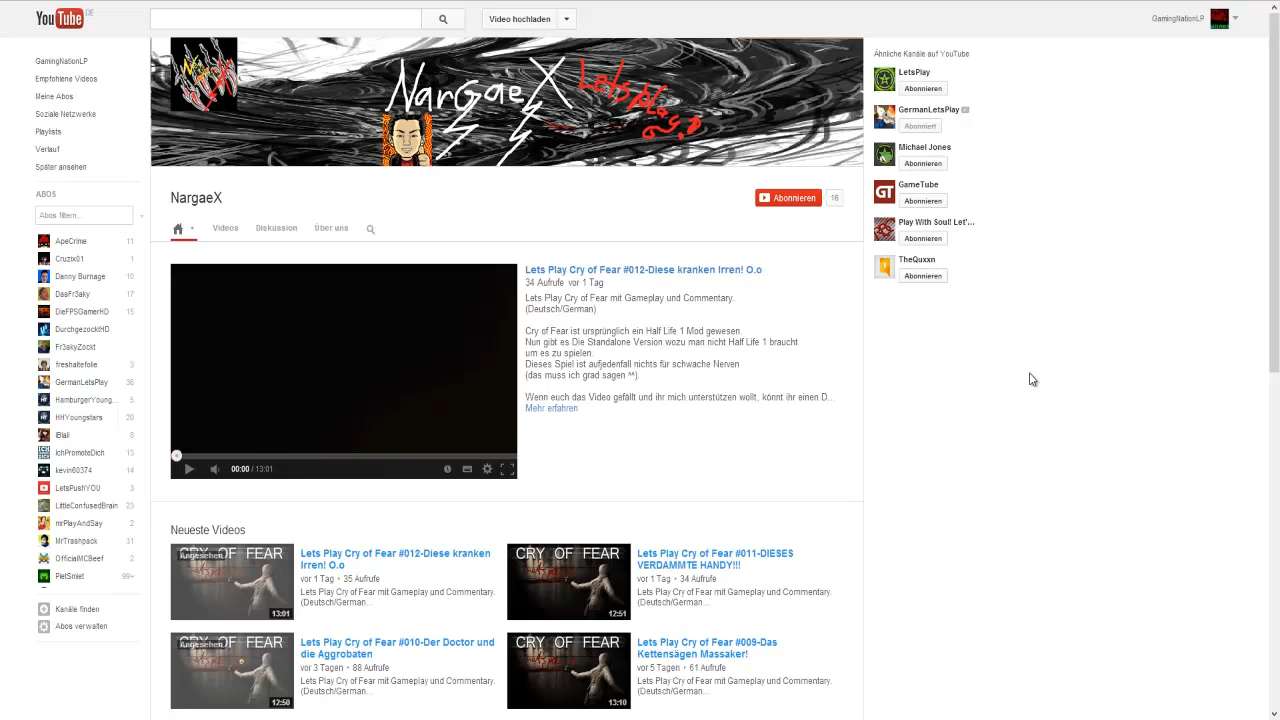 YouTube DE
Video hochladen
GamingNationLP
GamingNationLP
Empfohlene Videos
Meine Abos
Soziale Netzwerke
Playlists
Verlauf
Später ansehen
ABOS
Abos filtern...
ApeCrime 11
Cruzix01 1
Danny Burnage 10
DasFr3aky 17
DieFPSGamerHD 15
DurchgezocktHD
Fr3akyZockt
freshaltefolie 3
GermanLetsPlay 36
HamburgerYoung... 5
HHYoungstars 20
iBlali 3
ichPromoteDich 13
kevin60374 14
LetsPushYOU 3
LittleConfusedBrain 23
mrPlayAndSay 2
MrTrashpack 31
OfficialMCBeef 2
PietSmiet 99+
Kanäle finden
Abos verwalten
NargaeX Lets play
NargaeX
Abonnieren 16
Videos Diskussion Über uns
00:00 / 13:01
Lets Play Cry of Fear #012-Diese kranken Irren! O.o
34 Aufrufe vor 1 Tag
Lets Play Cry of Fear mit Gameplay und Commentary.
(Deutsch/German)
Cry of Fear ist ursprünglich ein Half Life 1 Mod gewesen.
Nun gibt es Die Standalone Version wozu man nicht Half Life 1 braucht
um es zu spielen.
Dieses Spiel ist aufjedenfall nichts für schwache Nerven
(das muss ich grad sagen ^^).
Wenn euch das Video gefällt und ihr mich unterstützen wollt, könnt ihr einen D...
Mehr erfahren
Neueste Videos
Angesehen
CRY OF FEAR
13:01
Lets Play Cry of Fear #012-Diese kranken
Irren! O.o
vor 1 Tag • 35 Aufrufe
Lets Play Cry of Fear mit Gameplay und Commentary.
(Deutsch/German...
CRY OF FEAR
12:51
Lets Play Cry of Fear #011-DIESES
VERDAMMTE HANDY!!!
vor 1 Tag • 34 Aufrufe
Lets Play Cry of Fear mit Gameplay und Commentary.
(Deutsch/German...
Angesehen
CRY OF FEAR
12:50
Lets Play Cry of Fear #010-Der Doctor und
die Aggrobaten
vor 3 Tagen • 88 Aufrufe
Lets Play Cry of Fear mit Gameplay und Commentary.
(Deutsch/German...
CRY OF FEAR
13:10
Lets Play Cry of Fear #009-Das
Kettensägen Massaker!
vor 5 Tagen • 61 Aufrufe
Lets Play Cry of Fear mit Gameplay und Commentary.
(Deutsch/German...
Ähnliche Kanäle auf YouTube
LetsPlay
Abonnieren
GermanLetsPlay
Abonniert
Michael Jones
Abonnieren
GT
GameTube
Abonnieren
Play With Soul! Let'...
Abonnieren
TheQuxxn
Abonnieren